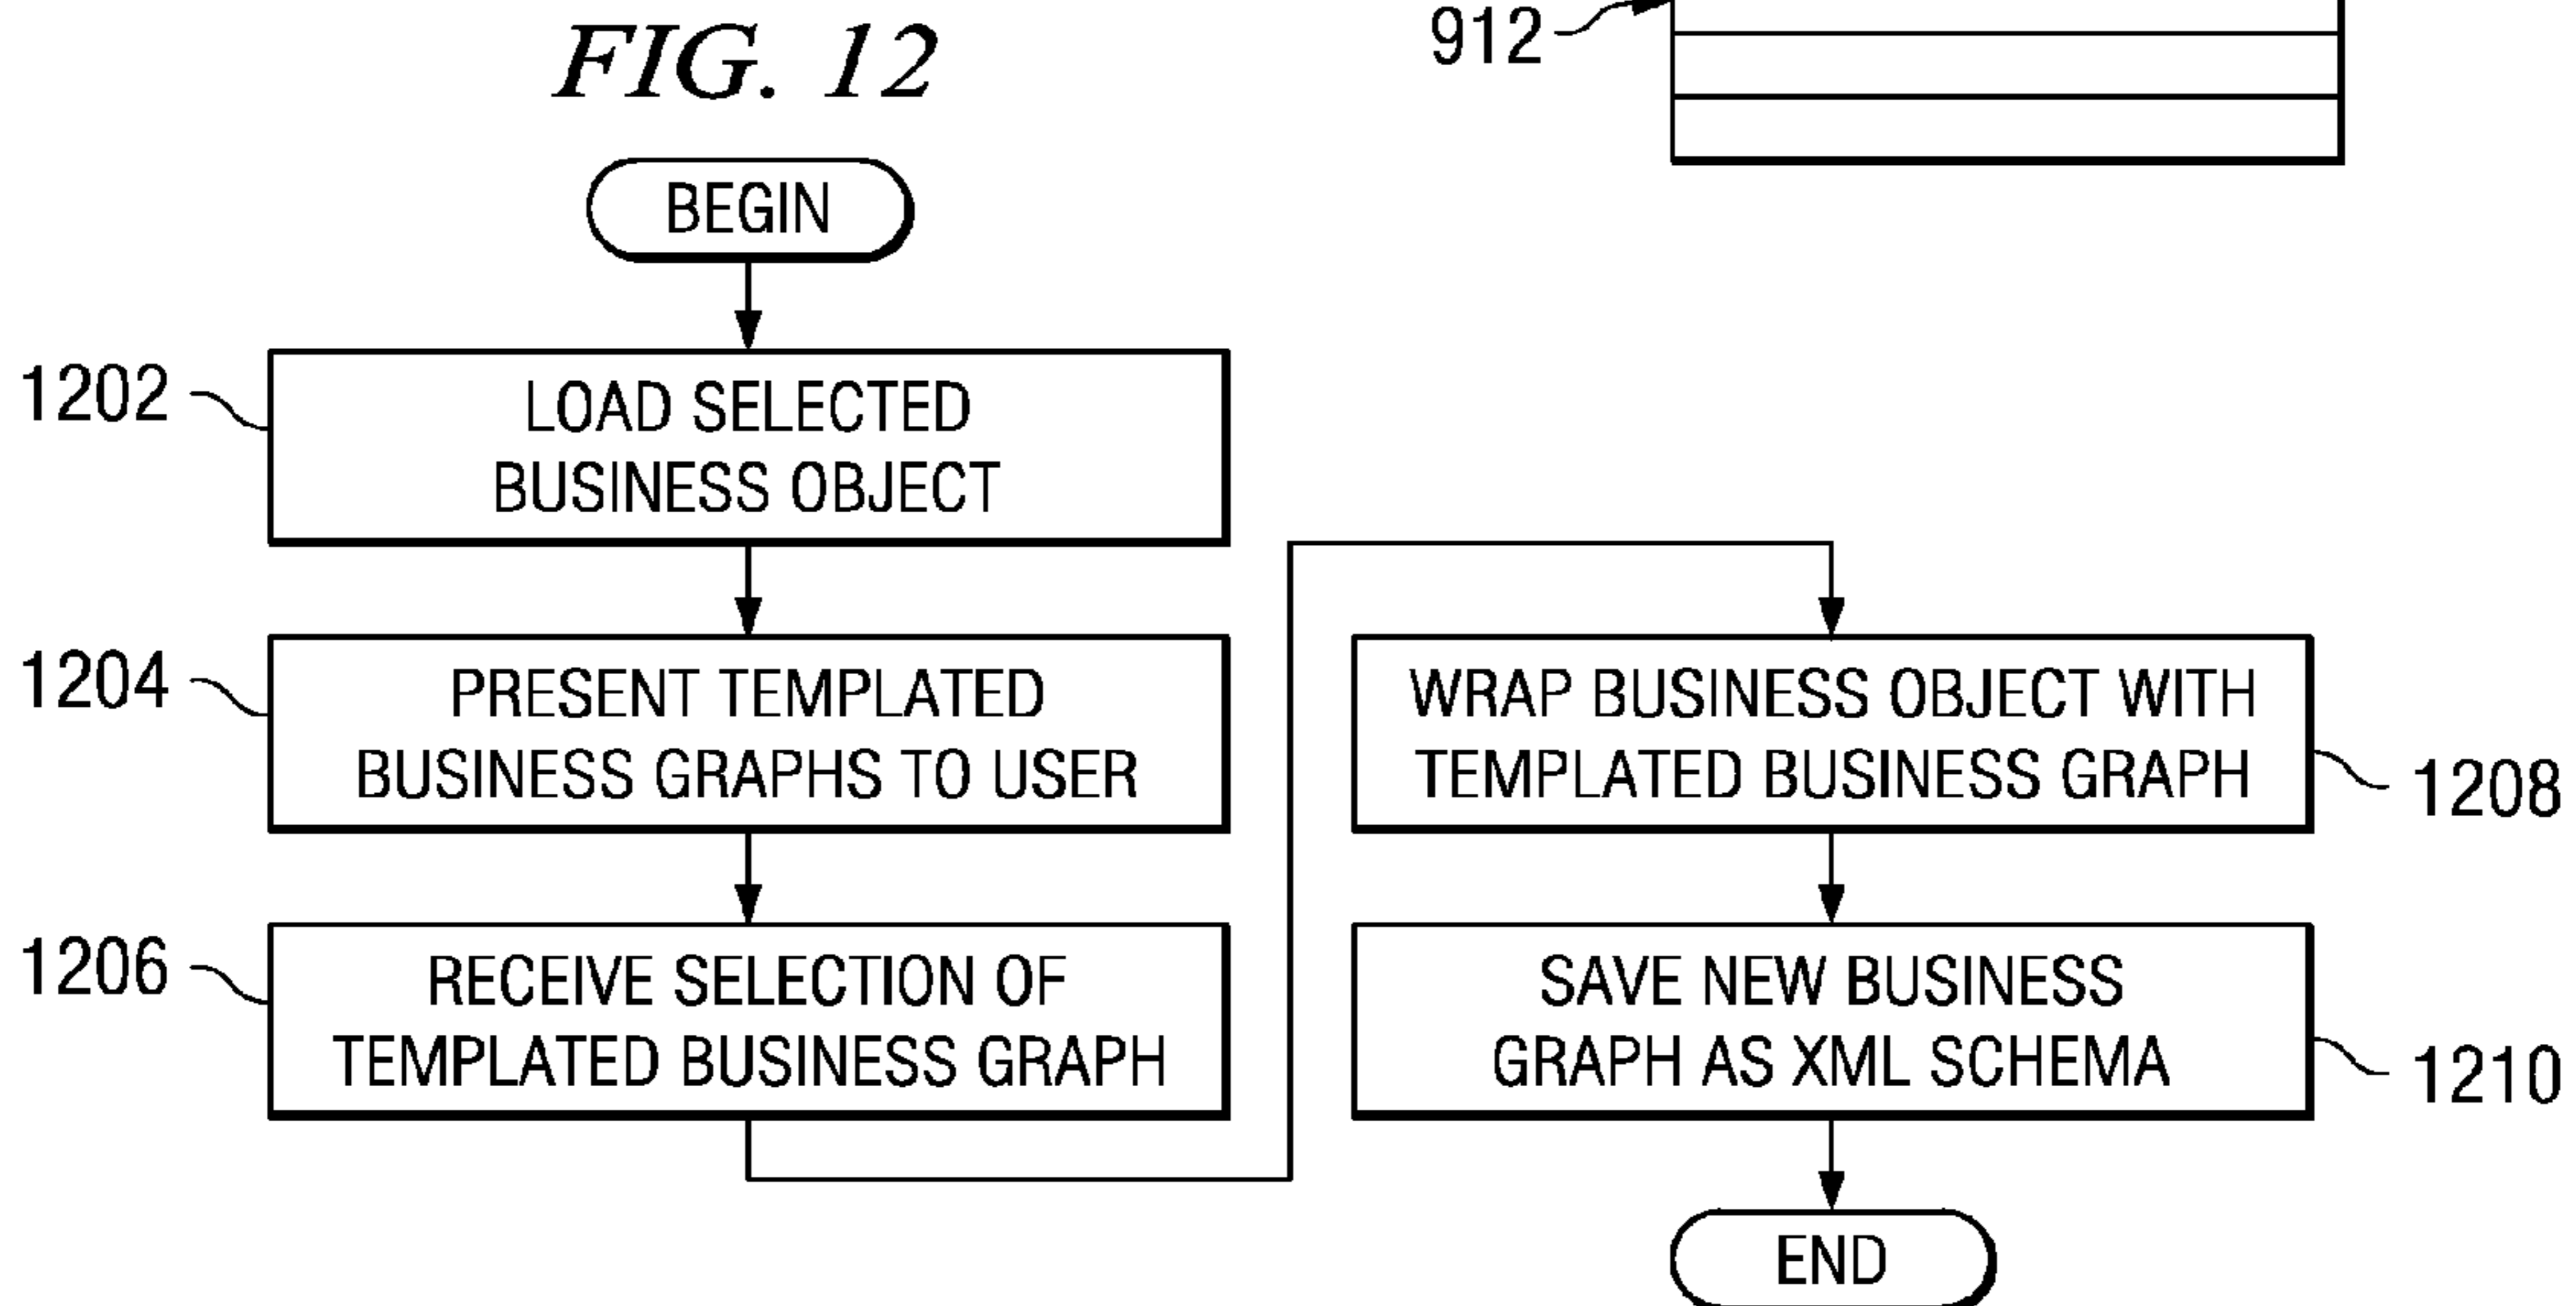 FIG. 12
912
BEGIN
1202
LOAD SELECTED
BUSINESS OBJECT
1204
PRESENT TEMPLATED
BUSINESS GRAPHS TO USER
1206
RECEIVE SELECTION OF
TEMPLATED BUSINESS GRAPH
WRAP BUSINESS OBJECT WITH
TEMPLATED BUSINESS GRAPH
1208
SAVE NEW BUSINESS
GRAPH AS XML SCHEMA
1210
END